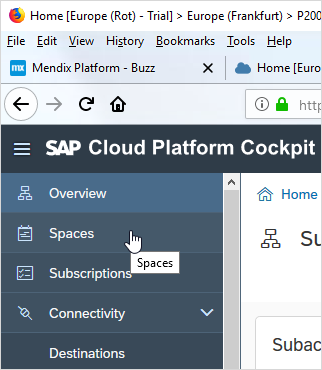 Home [Europe (Rot) - Trial] > Europe (Frankfurt) > P200
File Edit View History Bookmarks Tools Help
mx Mendix Platform - Buzz Home [Euro
http
SAP Cloud Platform Cockpit
Overview
Home
Spaces
Su
Spaces
Subscriptions
Connectivity
Subac
Destinations